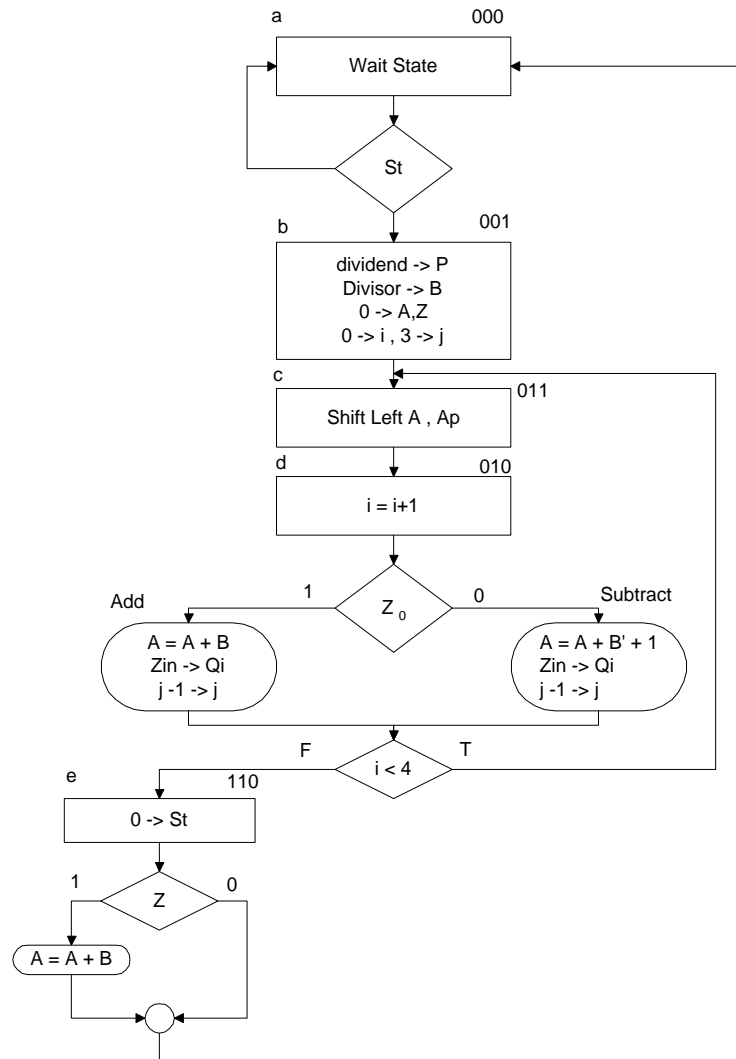 a 000
Wait State
St
b 001
dividend -> P
Divisor -> B
0 -> A,Z
0 -> i , 3 -> j
c 011
Shift Left A , Ap
d 010
i = i+1
Add 1 Z 0 0 Subtract
A = A + B
Zin -> Qi
j -1 -> j
A = A + B' + 1
Zin -> Qi
j -1 -> j
F i < 4 T
e 110
0 -> St
1 Z 0
A = A + B